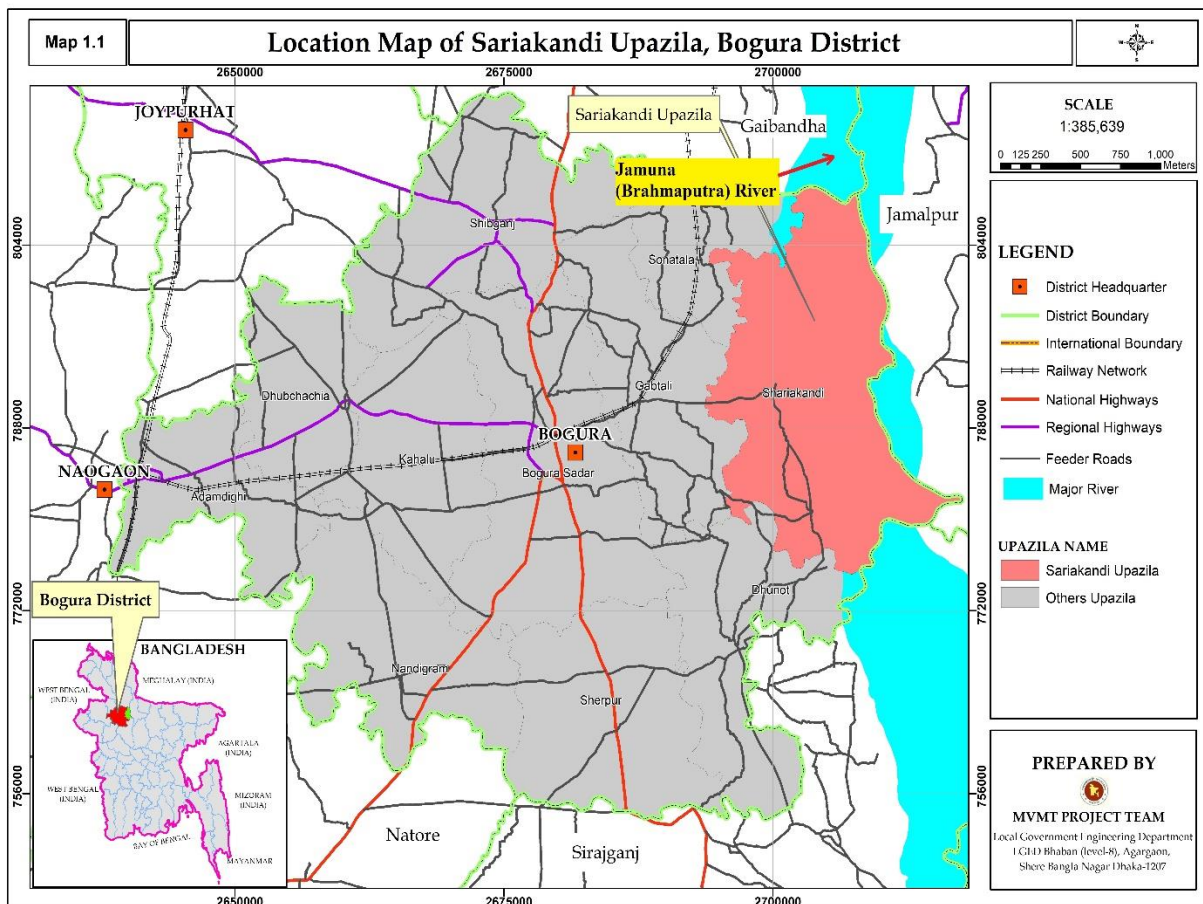 Map 1.1
Location Map of Sariakandi Upazila, Bogura District
2650000
2675000
2700000
JOYPURHAT
Sariakandi Upazila
Gaibandha
Jamuna
(Brahmaputra) River
Jamalpur
Shibganj
804000
804000
Sonatala
Gabtali
Dhubchachia
Shariakandi
788000
788000
BOGURA
NAOGAON
Kahalu
Bogura Sadar
Adamdighi
Bogura District
Dhunot
772000
772000
Nandigram
Sherpur
756000
756000
Natore
Sirajganj
BANGLADESH
WEST BENGAL
(INDIA)
MEGHALAY (INDIA)
AGARTALA
(INDIA)
WEST BENGAL
(INDIA)
MIZORAM
(INDIA)
BAY OF BENGAL
MAYANMAR
2650000
2675000
2700000
SCALE
1:385,639
0 125 250 500 750 1,000
Meters
LEGEND
District Headquarter
District Boundary
International Boundary
Railway Network
National Highways
Regional Highways
Feeder Roads
Major River
UPAZILA NAME
Sariakandi Upazila
Others Upazila
PREPARED BY
MVMT PROJECT TEAM
Local Government Engineering Department
LGED Bhaban (level-8), Agargaon,
Shere Bangla Nagar Dhaka-1207